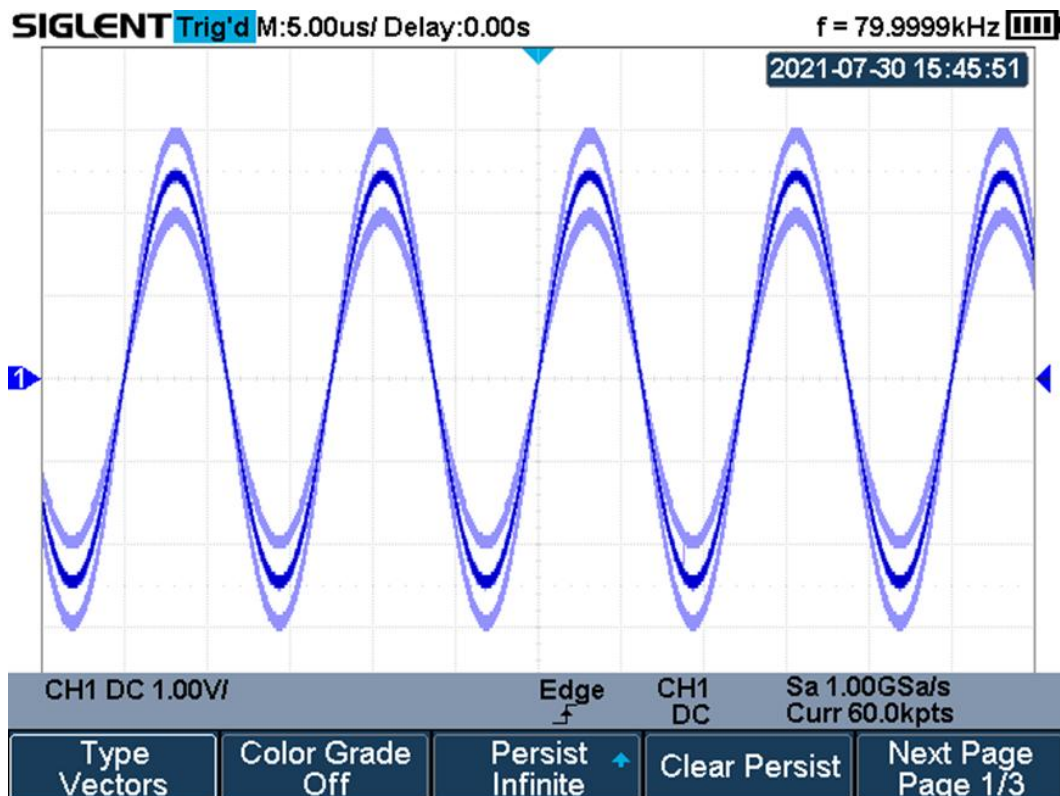 SIGLENT Trig'd M:5.00us/ Delay:0.00s f = 79.9999kHz
2021-07-30 15:45:51
1
CH1 DC 1.00V/ Edge CH1 Sa 1.00GSa/s
DC Curr 60.0kpts
Type Color Grade Persist Clear Persist Next Page
Vectors Off Infinite Page 1/3